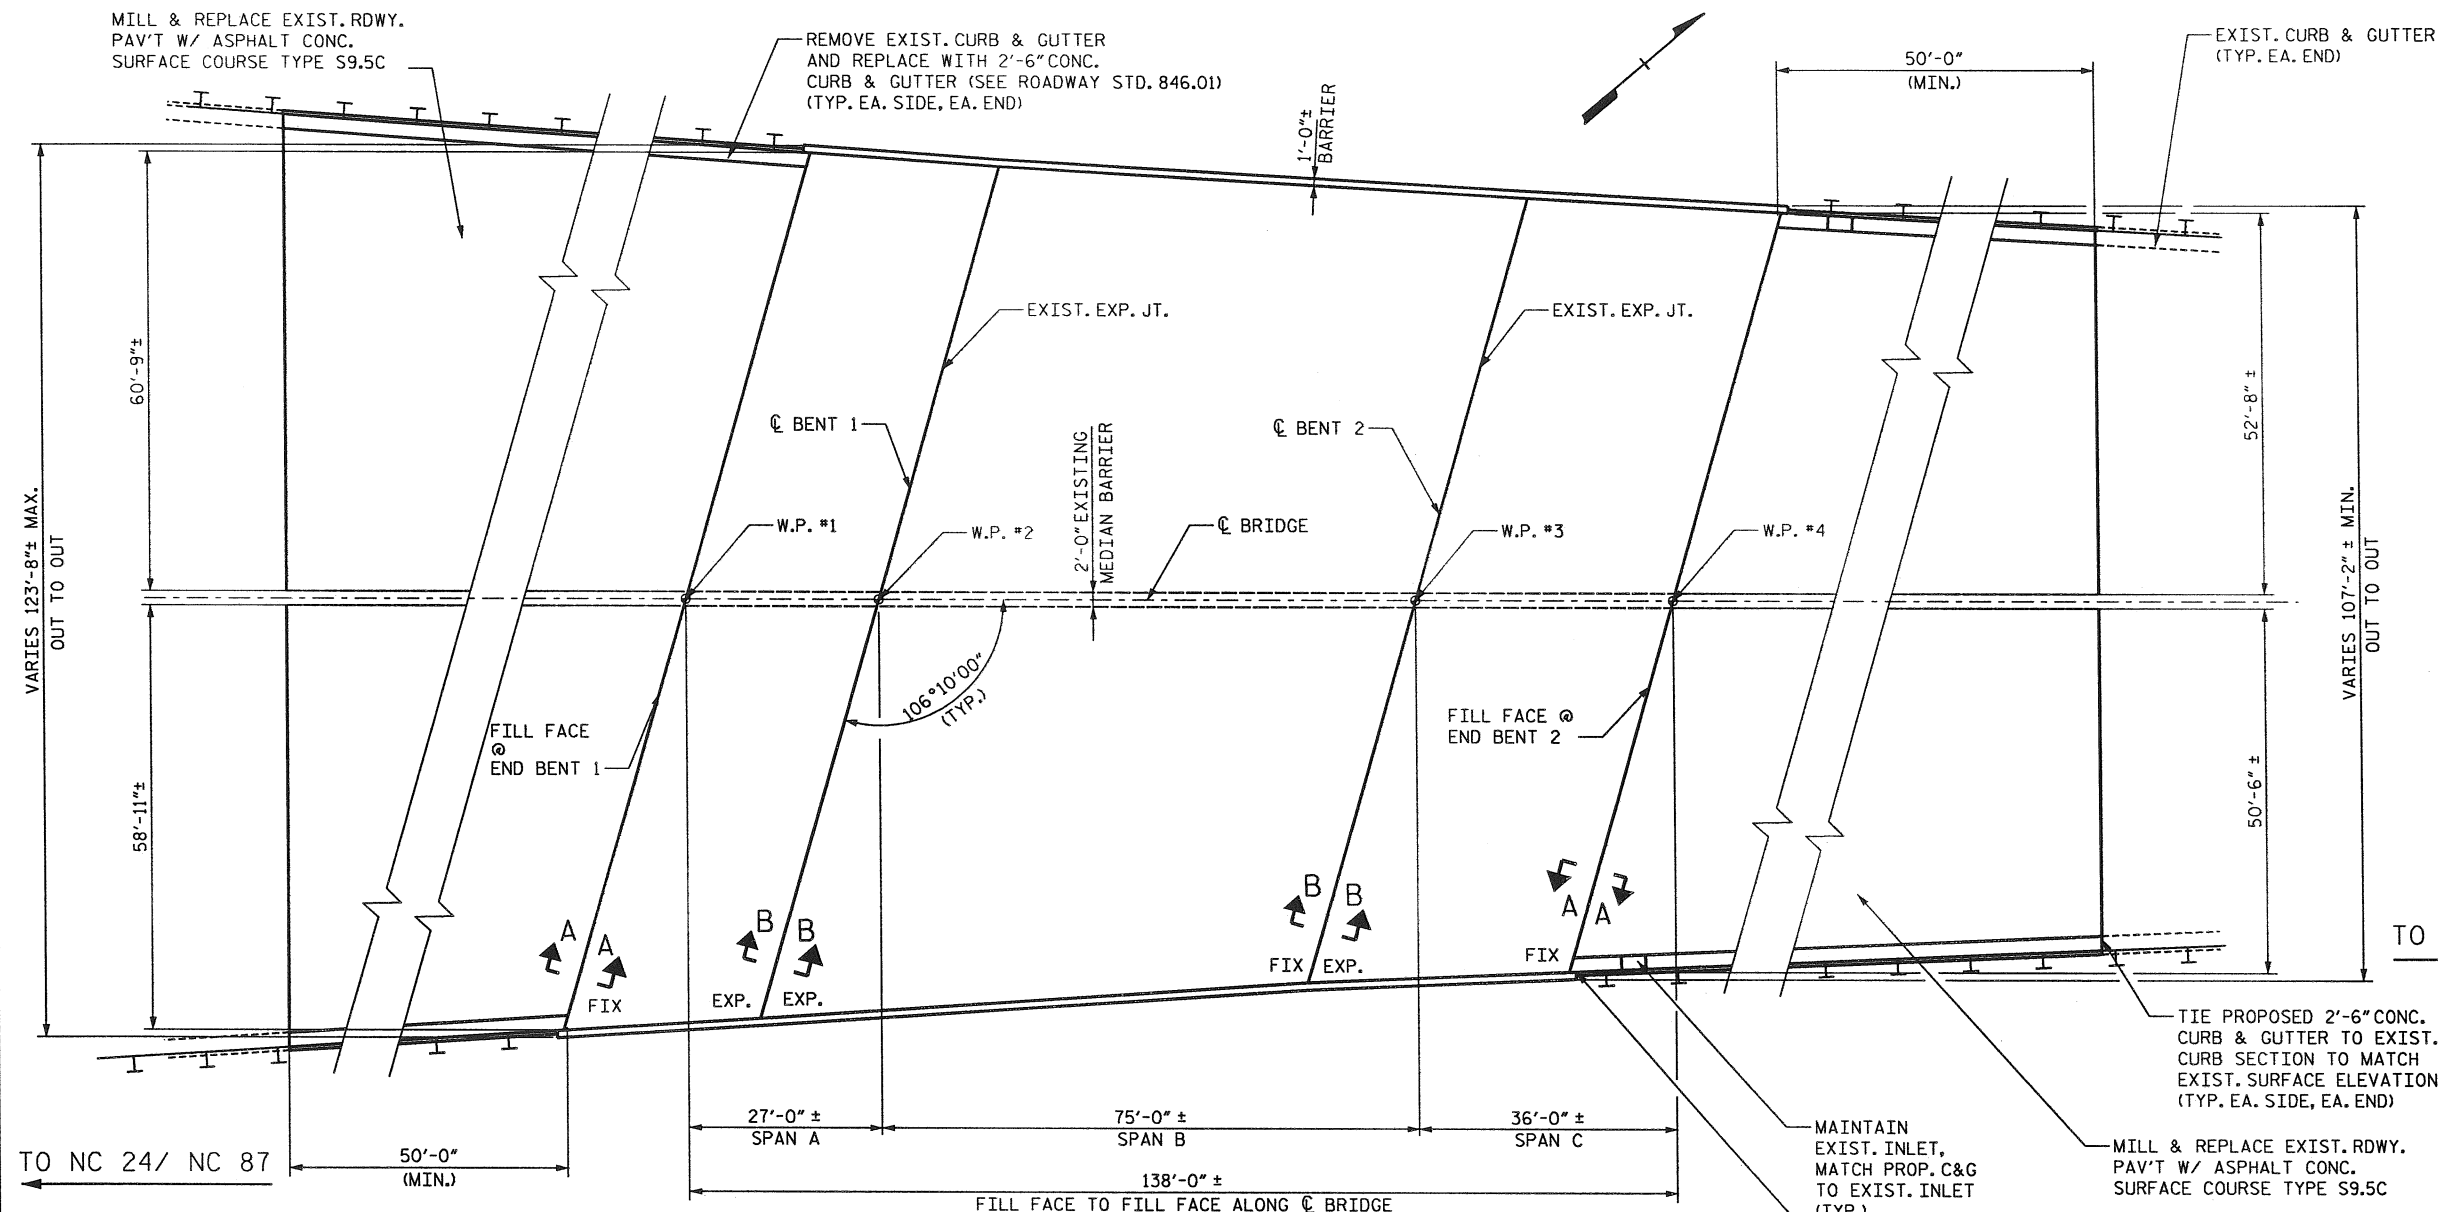 MILL & REPLACE EXIST. RDWY.
PAV'T W/ ASPHALT CONC.
SURFACE COURSE TYPE S9.5C
REMOVE EXIST. CURB & GUTTER
AND REPLACE WITH 2'-6" CONC.
CURB & GUTTER (SEE ROADWAY STD. 846.01)
(TYP. EA. SIDE, EA. END)
1'-0"±
BARRIER
50'-0"
(MIN.)
EXIST. CURB & GUTTER
(TYP. EA. END)
EXIST. EXP. JT.
EXIST. EXP. JT.
60'-9"±
52'-8" ±
℄ BENT 1
℄ BENT 2
2'-0" EXISTING
MEDIAN BARRIER
VARIES 123'-8"± MAX.
OUT TO OUT
VARIES 107'-2" ± MIN.
OUT TO OUT
W.P. #1
W.P. #2
℄ BRIDGE
W.P. #3
W.P. #4
106°10'00"
(TYP.)
FILL FACE
@
END BENT 1
FILL FACE @
END BENT 2
58'-11"±
50'-6" ±
A
A
B
B
B
B
A
A
FIX
EXP.
EXP.
FIX
EXP.
FIX
TO
TIE PROPOSED 2'-6" CONC.
CURB & GUTTER TO EXIST.
CURB SECTION TO MATCH
EXIST. SURFACE ELEVATION
(TYP. EA. SIDE, EA. END)
27'-0" ±
SPAN A
75'-0" ±
SPAN B
36'-0" ±
SPAN C
MAINTAIN
EXIST. INLET,
MATCH PROP. C&G
TO EXIST. INLET
(TYP.)
MILL & REPLACE EXIST. RDWY.
PAV'T W/ ASPHALT CONC.
SURFACE COURSE TYPE S9.5C
TO NC 24/ NC 87
50'-0"
(MIN.)
138'-0" ±
FILL FACE TO FILL FACE ALONG ℄ BRIDGE